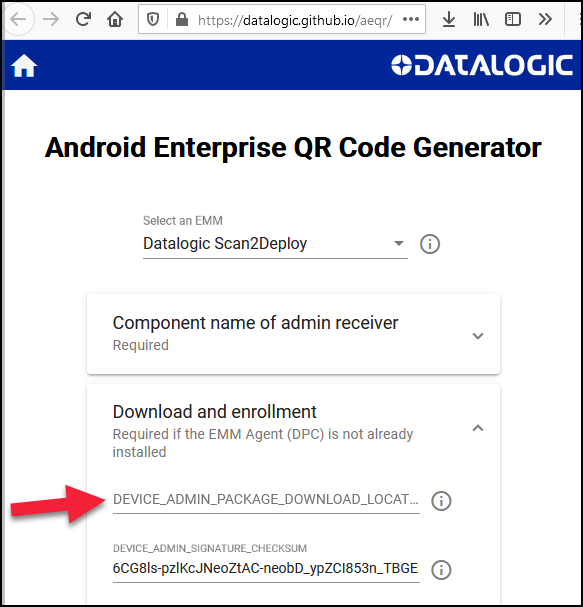 https://datalogic.github.io/aeqr/
DATALOGIC
Android Enterprise QR Code Generator
Select an EMM
Datalogic Scan2Deploy
Component name of admin receiver
Required
Download and enrollment
Required if the EMM Agent (DPC) is not already
installed
DEVICE_ADMIN_PACKAGE_DOWNLOAD_LOCAT...
DEVICE_ADMIN_SIGNATURE_CHECKSUM
6CG8ls-pzlKcJNeoZtAC-neobD_ypZCI853n_TBGE